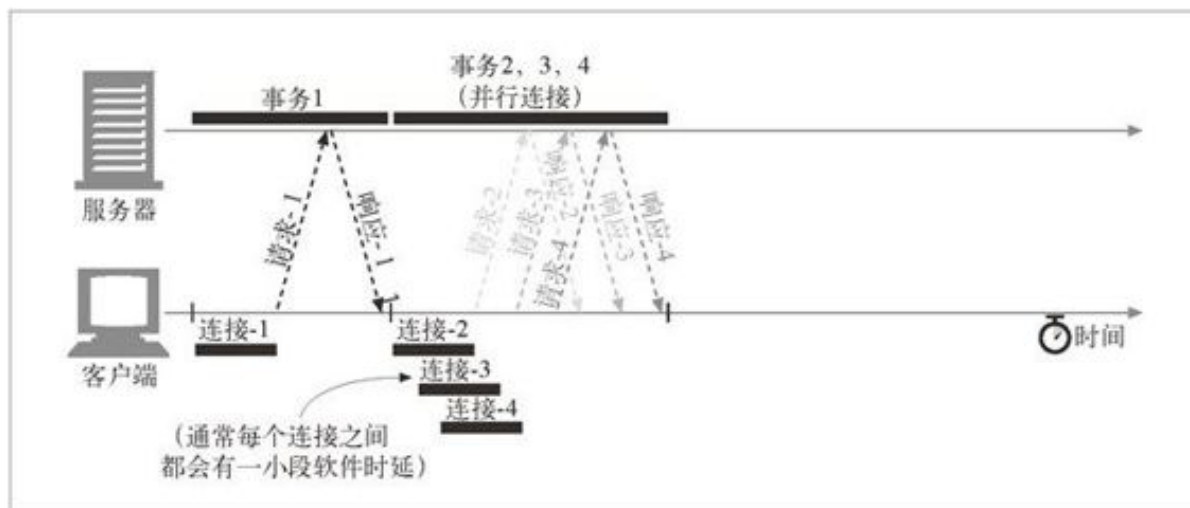 事务1
事务2，3，4
（并行连接）
服务器
请求-1
响应-1
请求-2
请求-3
响应-2
请求-4
响应-3
响应-4
连接-1
连接-2
连接-3
连接-4
时间
客户端
（通常每个连接之间
都会有一小段软件时延）